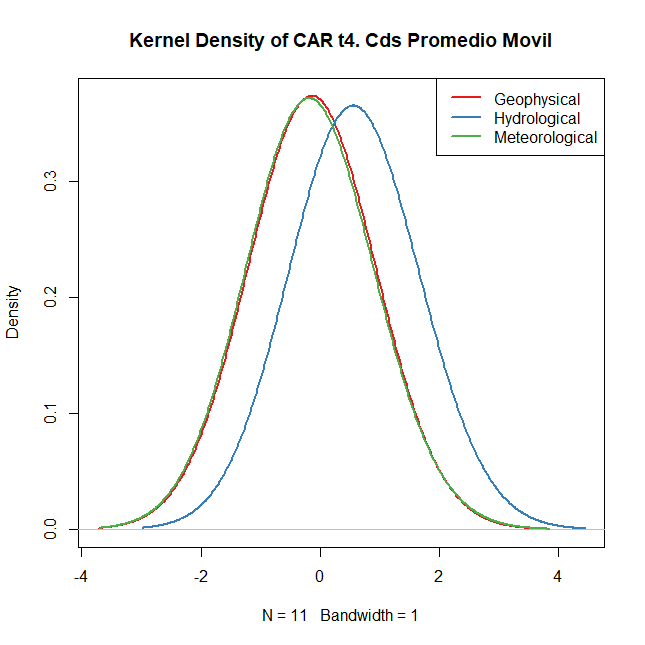 Kernel Density of CAR t4. Cds Promedio Movil
Geophysical
Hydrological
Meteorological
Density
0.3
0.2
0.1
0.0
-4 -2 0 2 4
N = 11 Bandwidth = 1